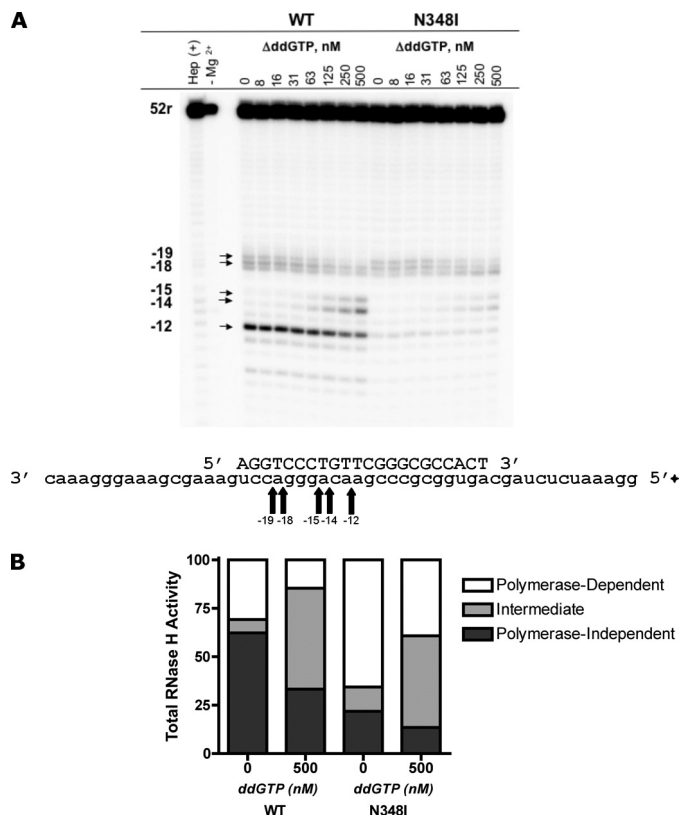 A
WT N348I
ΔddGTP, nM ΔddGTP, nM
Hep (+)
- Mg 2+
0 8 16 31 63 125 250 500 0 8 16 31 63 125 250 500
52r
-19
-18
-15
-14
-12
5' AGGTCCCTGTTCGGGCGCCACT 3'
3' caaagggaaagcgaaaguccagggacaagcccgcggugacgaucucuaaagg 5'
-19 -18 -15 -14 -12
B
Total RNase H Activity
100
75
50
25
0
0 500 0 500
ddGTP (nM) ddGTP (nM)
WT N348I
Polymerase-Dependent
Intermediate
Polymerase-Independent